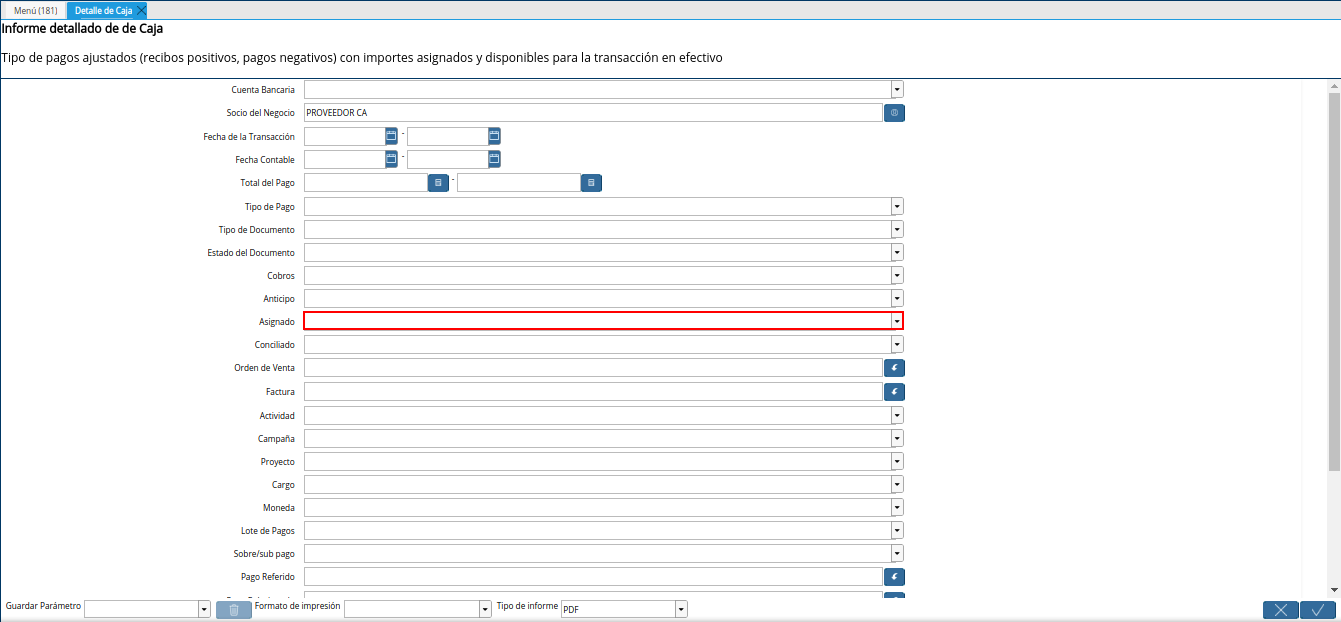 Menú (181) Detalle de Caja
Informe detallado de de Caja
Tipo de pagos ajustados (recibos positivos, pagos negativos) con importes asignados y disponibles para la transacción en efectivo
Cuenta Bancaria
Socio del Negocio PROVEEDOR CA
Fecha de la Transacción -
Fecha Contable -
Total del Pago -
Tipo de Pago
Tipo de Documento
Estado del Documento
Cobros
Anticipo
Asignado
Conciliado
Orden de Venta
Factura
Actividad
Campaña
Proyecto
Cargo
Moneda
Lote de Pagos
Sobre/sub pago
Pago Referido
Guardar Parámetro Formato de impresión Tipo de informe PDF